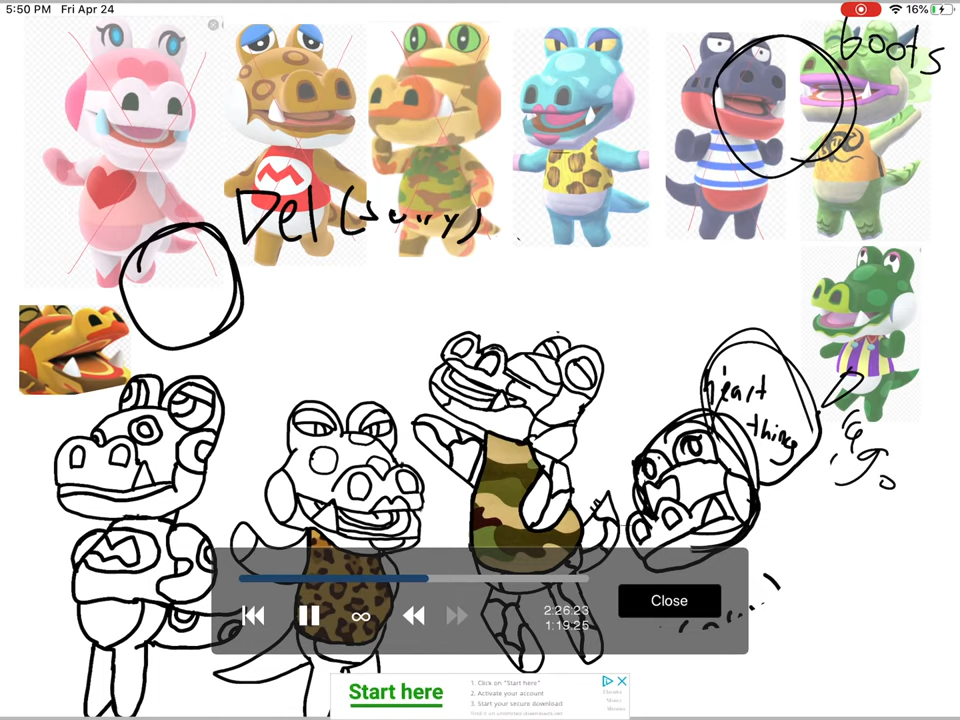 5:50 PM Fri Apr 24
16%
boots
Del (sorry)
heart
thing
2:26:23
1:19:25
Close
Start here
1. Click on "Start here"
2. Activate your account
3. Start your secure download